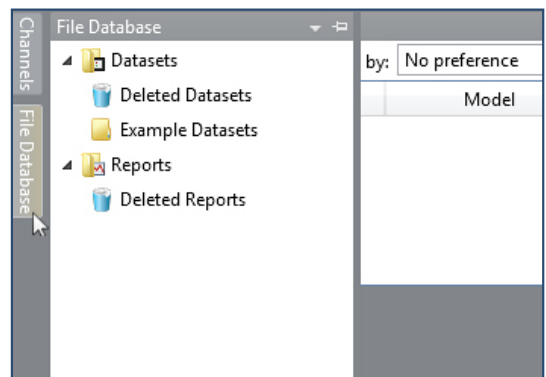 Channels
File Database
File Database
Datasets
Deleted Datasets
Example Datasets
Reports
Deleted Reports
by: No preference
Model